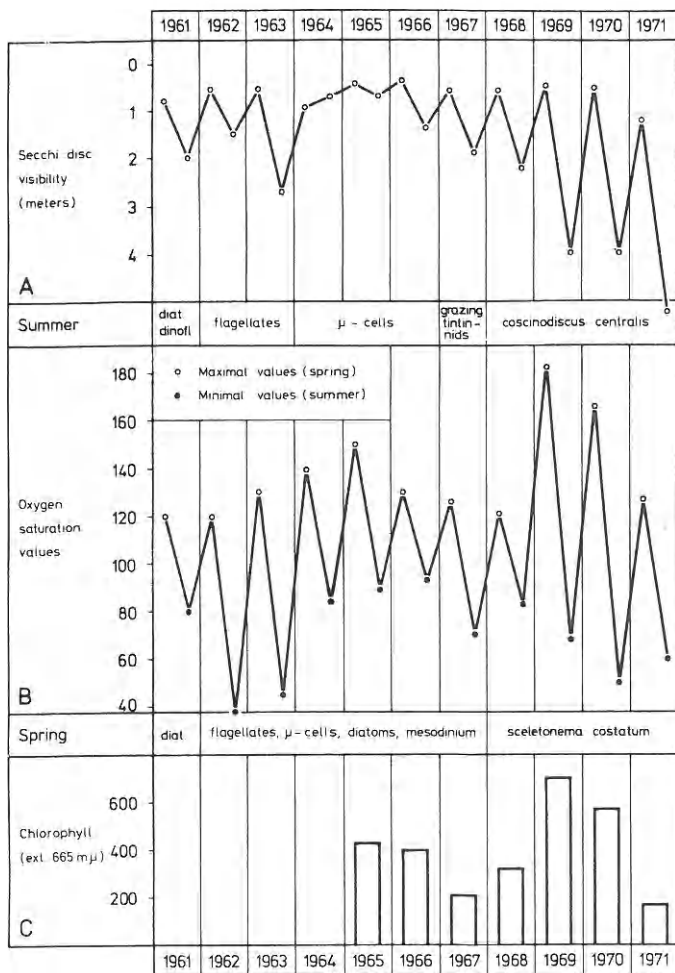 1961 1962 1963 1964 1965 1966 1967 1968 1969 1970 1971
0
1
Secchi disc
visibility
(meters)
2
3
4
A
Summer
diat.
dinofl
flagellates
μ - cells
grazing
tintin-
nids
coscinodiscus centralis
180
160
140
120
100
80
60
40
Maximal values (spring)
Minimal values (summer)
Oxygen
saturation
values
B
Spring
diat
flagellates, μ-cells, diatoms, mesodinium
sceletonema costatum
600
400
200
Chlorophyll
(exl. 665 mμ)
C
1961 1962 1963 1964 1965 1966 1967 1968 1969 1970 1971